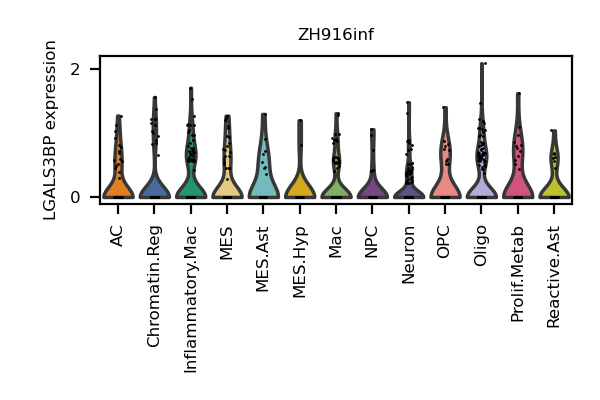 ZH916inf
LGALS3BP expression
2
0
AC
Chromatin.Reg
Inflammatory.Mac
MES
MES.Ast
MES.Hyp
Mac
NPC
Neuron
OPC
Oligo
Prolif.Metab
Reactive.Ast